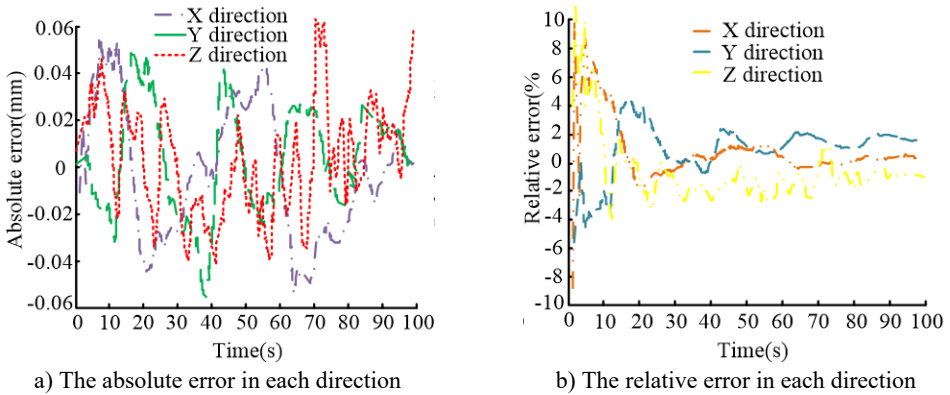 X direction
Y direction
Z direction
Absolute error(mm)
0.06
0.04
0.02
0
-0.02
-0.04
-0.06
0 10 20 30 40 50 60 70 80 90 100
Time(s)
a) The absolute error in each direction
X direction
Y direction
Z direction
Relative error(%)
10
8
6
4
2
0
-2
-4
-6
-8
-10
0 10 20 30 40 50 60 70 80 90 100
Time(s)
b) The relative error in each direction